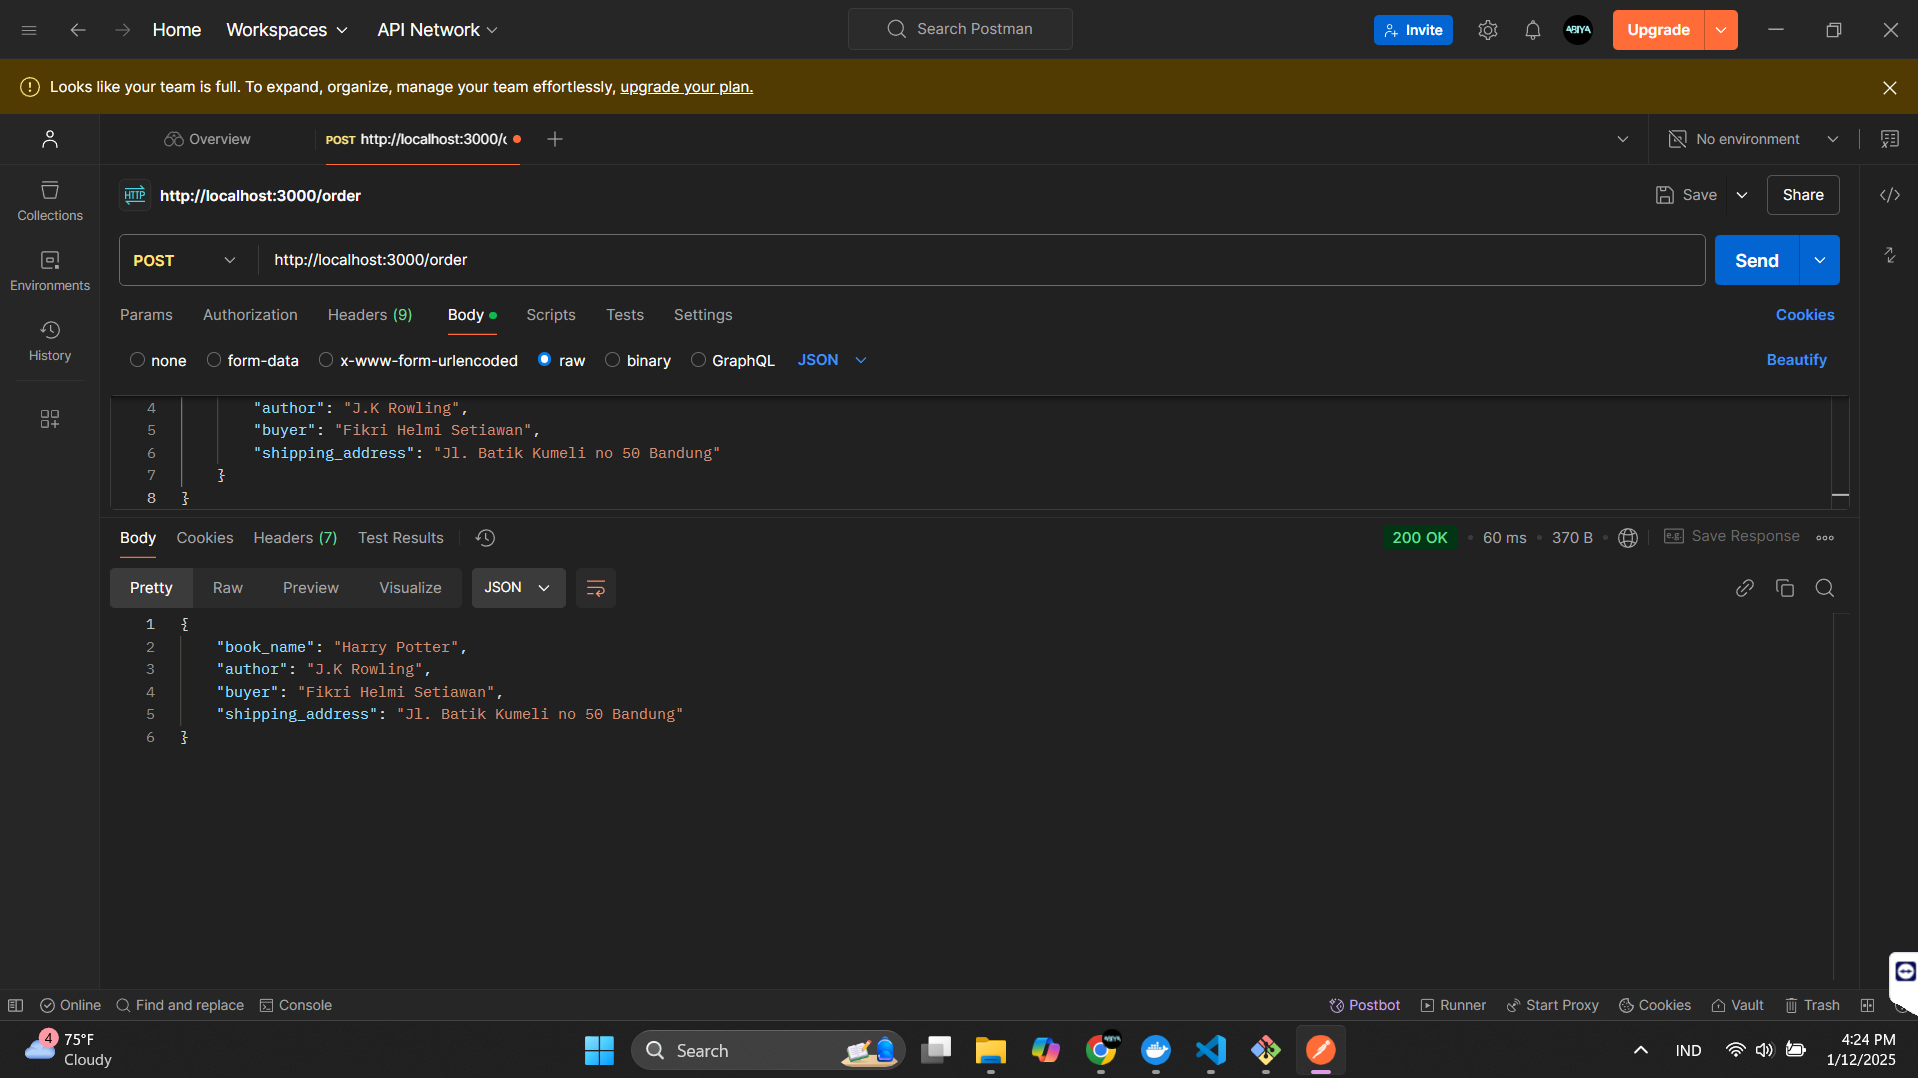 Home Workspaces API Network Search Postman Invite ABIYA Upgrade
Looks like your team is full. To expand, organize, manage your team effortlessly, upgrade your plan.
Overview POST http://localhost:3000/ No environment
HTTP http://localhost:3000/order Save Share
Collections
POST http://localhost:3000/order Send
Environments
Params Authorization Headers (9) Body Scripts Tests Settings Cookies
History
none form-data x-www-form-urlencoded raw binary GraphQL JSON Beautify
4 "author": "J.K Rowling",
5 "buyer": "Fikri Helmi Setiawan",
6 "shipping_address": "Jl. Batik Kumeli no 50 Bandung"
7 }
8 }
Body Cookies Headers (7) Test Results 200 OK • 60 ms • 370 B • e.g. Save Response
Pretty Raw Preview Visualize JSON
1 {
2 "book_name": "Harry Potter",
3 "author": "J.K Rowling",
4 "buyer": "Fikri Helmi Setiawan",
5 "shipping_address": "Jl. Batik Kumeli no 50 Bandung"
6 }
Online Find and replace Console Postbot Runner Start Proxy Cookies Vault Trash
4 75°F
Cloudy
Search
IND
4:24 PM
1/12/2025